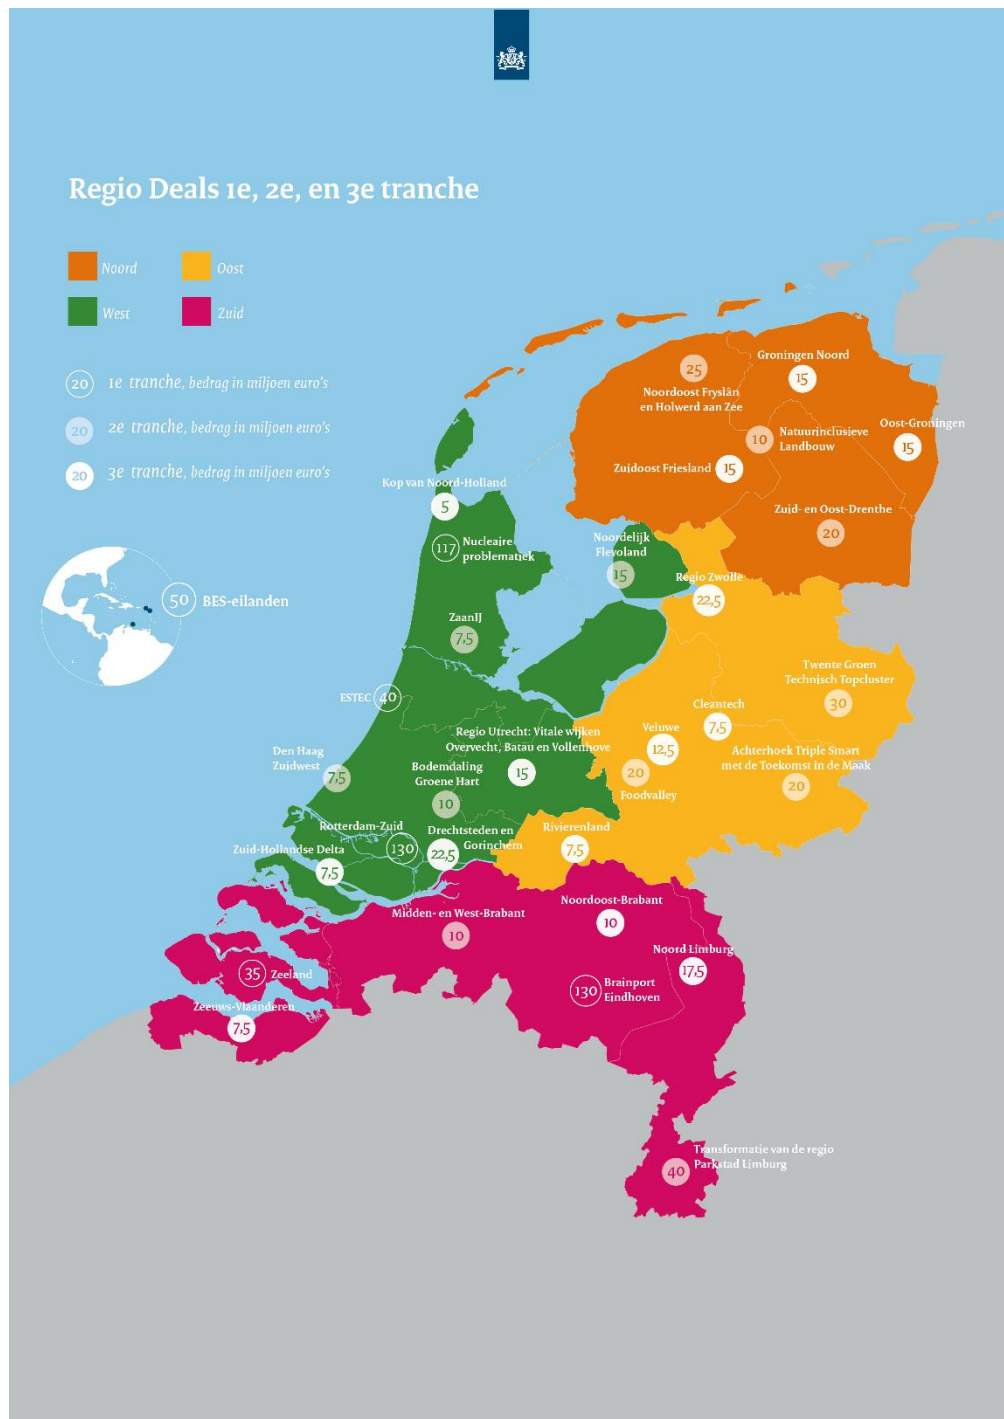 Regio Deals 1e, 2e, en 3e tranche
Noord
Oost
West
Zuid
20 1e tranche, bedrag in miljoen euro's
20 2e tranche, bedrag in miljoen euro's
20 3e tranche, bedrag in miljoen euro's
50 BES-eilanden
25
Noordoost Fryslân
en Holwerd aan Zee
Groningen Noord
15
10 Natuurinclusieve
Landbouw
Oost-Groningen
15
Zuidoost Friesland 15
Zuid- en Oost-Drenthe
20
Kop van Noord-Holland
5
117 Nucleaire
problematiek
Noordelijk
Flevoland
15
Regio Zwolle
22,5
ZaanIJ
7,5
Twente Groen
Technisch Topcluster
30
ESTEC 40
Cleantech
7,5
Veluwe
12,5
Regio Utrecht: Vitale wijken
Overvecht, Batau en Vollenhove
15
Achterhoek Triple Smart
met de Toekomst in de Maak
20
Den Haag
Zuidwest
7,5
20
Foodvalley
Bodemdaling
Groene Hart
10
Rotterdam-Zuid
130
Drechtsteden en
Gorinchem
22,5
Rivierenland
7,5
Zuid-Hollandse Delta
7,5
Midden- en West-Brabant
10
Noordoost-Brabant
10
Noord Limburg
17,5
35 Zeeland
130 Brainport
Eindhoven
Zeeuws-Vlaanderen
7,5
Transformatie van de regio
Parkstad Limburg
40